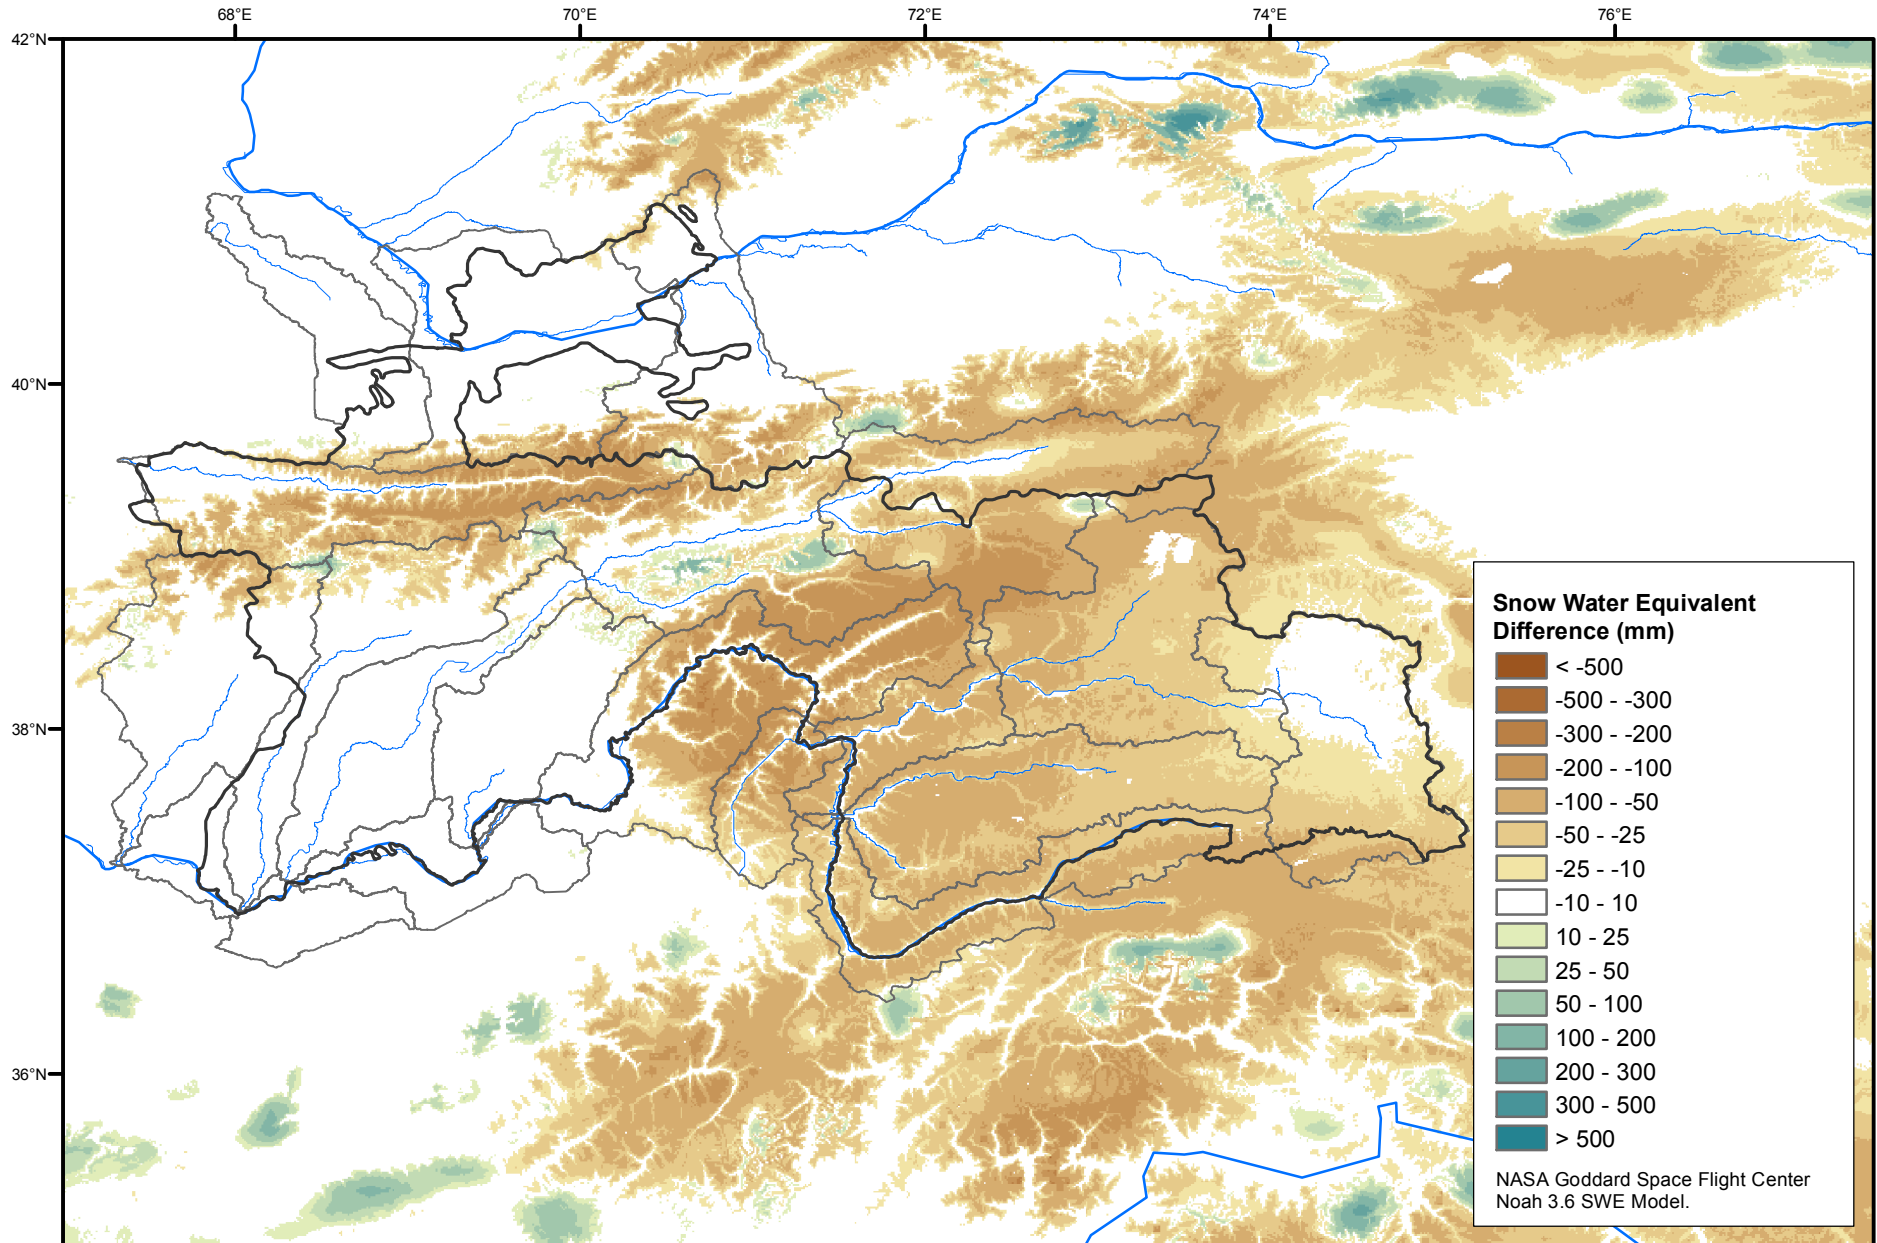 68°E
70°E
72°E
74°E
76°E
42°N
40°N
38°N
36°N
Snow Water Equivalent
Difference (mm)
< -500
-500 - -300
-300 - -200
-200 - -100
-100 - -50
-50 - -25
-25 - -10
-10 - 10
10 - 25
25 - 50
50 - 100
100 - 200
200 - 300
300 - 500
> 500
NASA Goddard Space Flight Center
Noah 3.6 SWE Model.